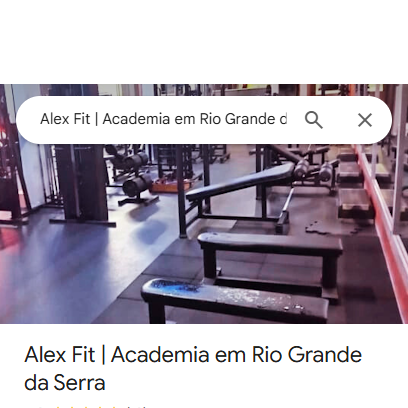 Alex Fit | Academia em Rio Grande d
Alex Fit | Academia em Rio Grande
da Serra